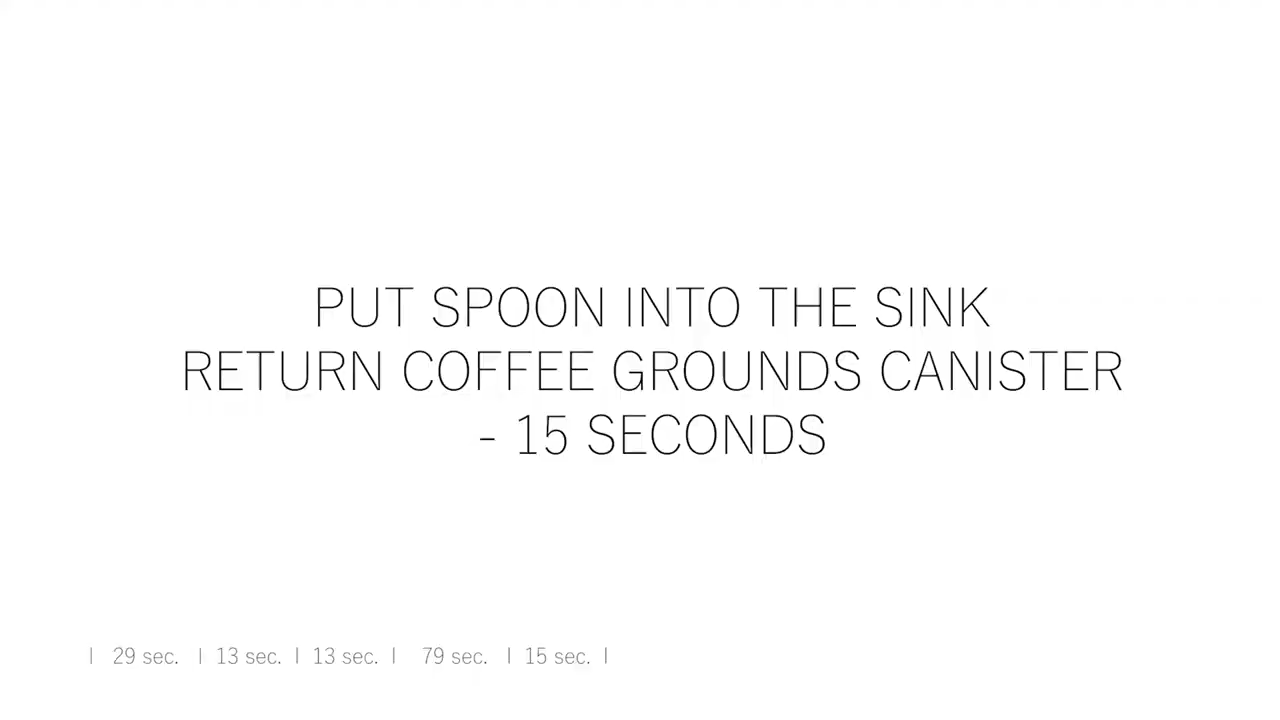 PUT SPOON INTO THE SINK
RETURN COFFEE GROUNDS CANISTER
- 15 SECONDS
| 29 sec. | 13 sec. | 13 sec. | 79 sec. | 15 sec. |